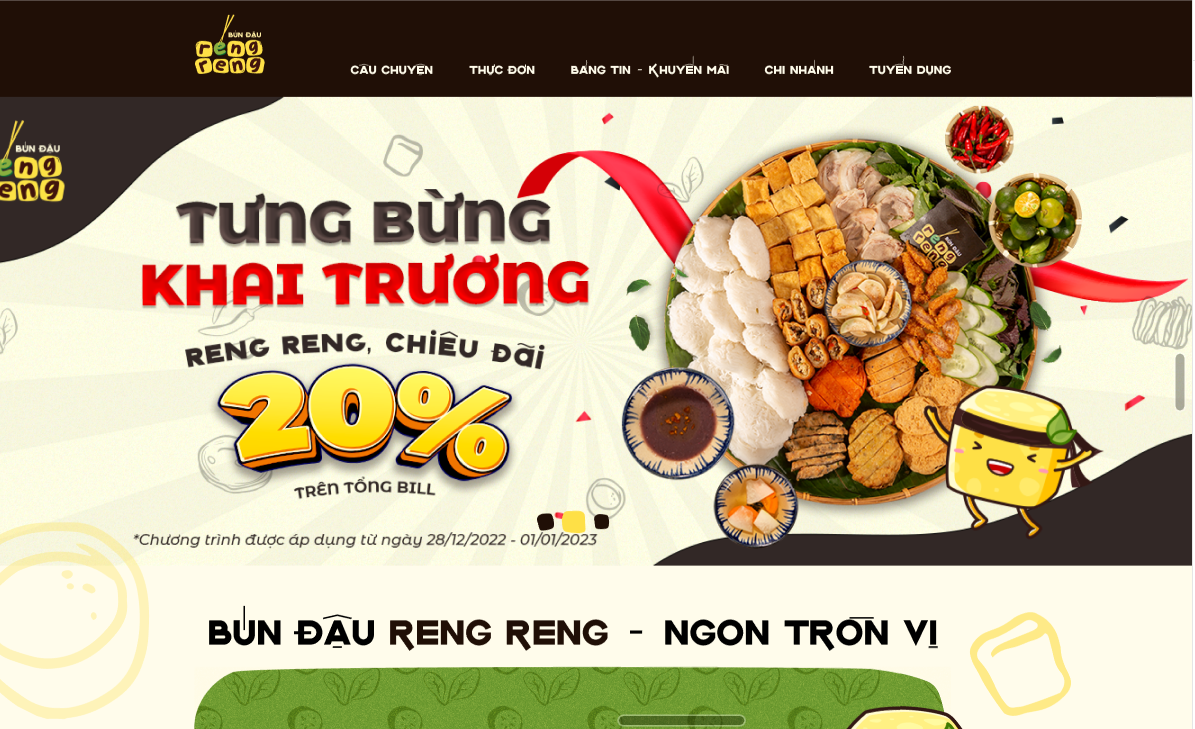 BÚN ĐẬU
reng
reng
CÂU CHUYỆN
THỰC ĐƠN
BẢNG TIN - KHUYẾN MÃI
CHI NHÁNH
TUYỂN DỤNG
BÚN ĐẬU
eng
eng
TƯNG BỪNG
KHAI TRƯƠNG
RENG RENG, CHIÊU ĐÃI
20%
TRÊN TỔNG BILL
*Chương trình được áp dụng từ ngày 28/12/2022 - 01/01/2023
BÚN ĐẬU
reng
reng
BÚN ĐẬU RENG RENG - NGON TRÒN VỊ